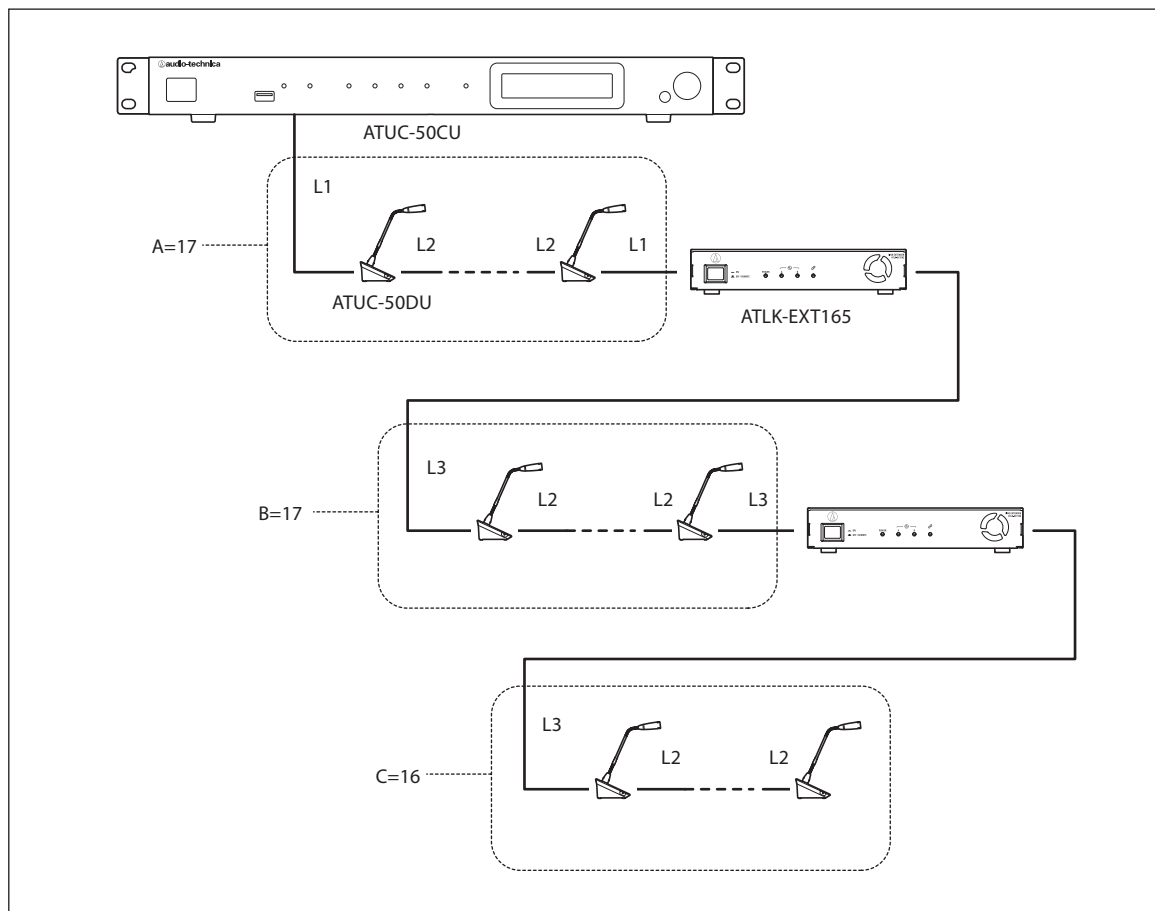 audio-technica
ATUC-50CU
L1
A=17
L2
L2
L1
ATUC-50DU
ATLK-EXT165
L3
B=17
L2
L2
L3
L3
C=16
L2
L2